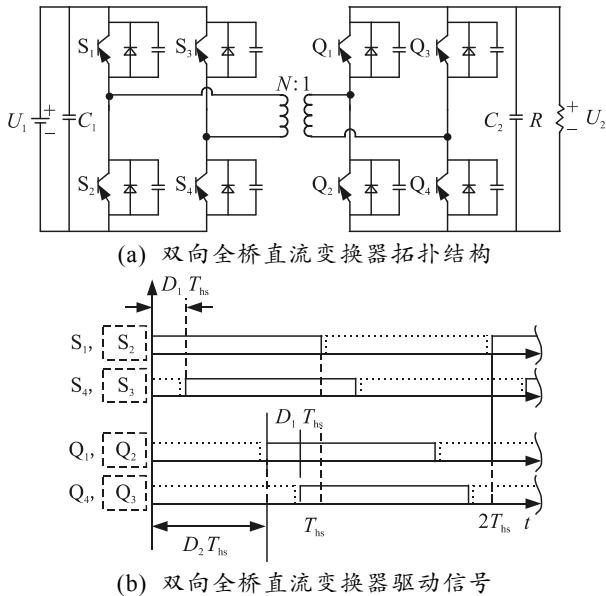 S₁ S₃ Q₁ Q₃
N:1
U₁ + − C₁ C₂ R + − U₂
S₂ S₄ Q₂ Q₄
(a) 双向全桥直流变换器拓扑结构
D₁ Tₕₛ
S₁, S₂
S₄, S₃
D₁ Tₕₛ
Q₁, Q₂
Q₄, Q₃
Tₕₛ 2Tₕₛ t
D₂Tₕₛ
(b) 双向全桥直流变换器驱动信号